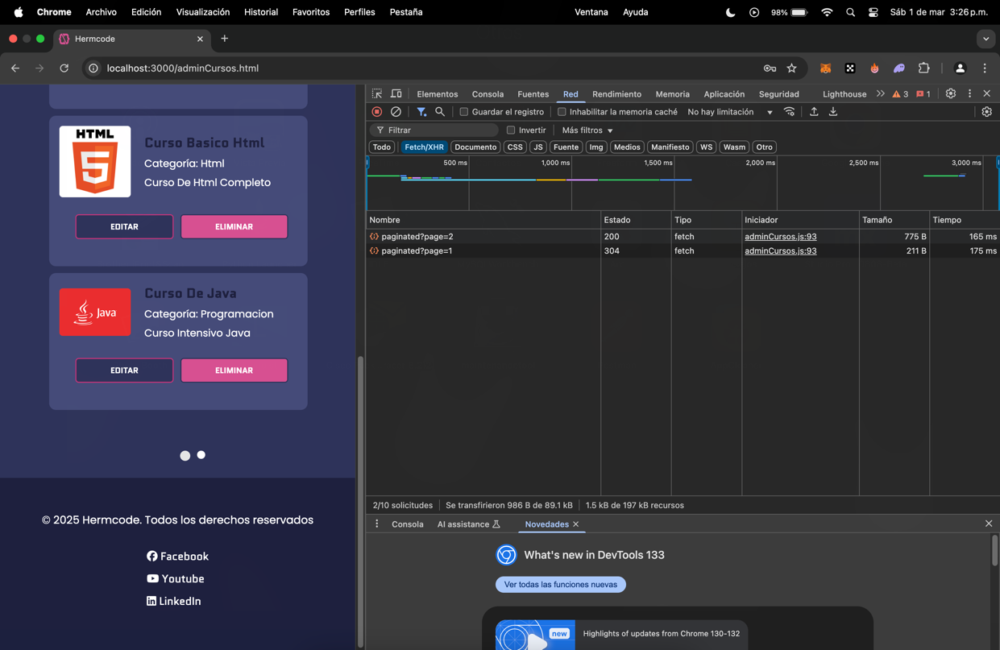 Chrome Archivo Edición Visualización Historial Favoritos Perfiles Pestaña Ventana Ayuda 98% Sáb 1 de mar 3:26 p.m.
Hermcode
localhost:3000/adminCursos.html
HTML
5
Curso Basico Html
Categoría: Html
Curso De Html Completo
EDITAR ELIMINAR
Java
Curso De Java
Categoría: Programacion
Curso Intensivo Java
EDITAR ELIMINAR
© 2025 Hermcode. Todos los derechos reservados
Facebook
Youtube
LinkedIn
Elementos Consola Fuentes Red Rendimiento Memoria Aplicación Seguridad Lighthouse 3 1
Guardar el registro Inhabilitar la memoria caché No hay limitación
Filtrar Invertir Más filtros
Todo Fetch/XHR Documento CSS JS Fuente Img Medios Manifiesto WS Wasm Otro
500 ms 1,000 ms 1,500 ms 2,000 ms 2,500 ms 3,000 ms
Nombre Estado Tipo Iniciador Tamaño Tiempo
paginated?page=2 200 fetch adminCursos.js:93 775 B 165 ms
paginated?page=1 304 fetch adminCursos.js:93 211 B 175 ms
2/10 solicitudes Se transfirieron 986 B de 89.1 kB 1.5 kB de 197 kB recursos
Consola AI assistance Novedades
What's new in DevTools 133
Ver todas las funciones nuevas
new
Highlights of updates from Chrome 130-132